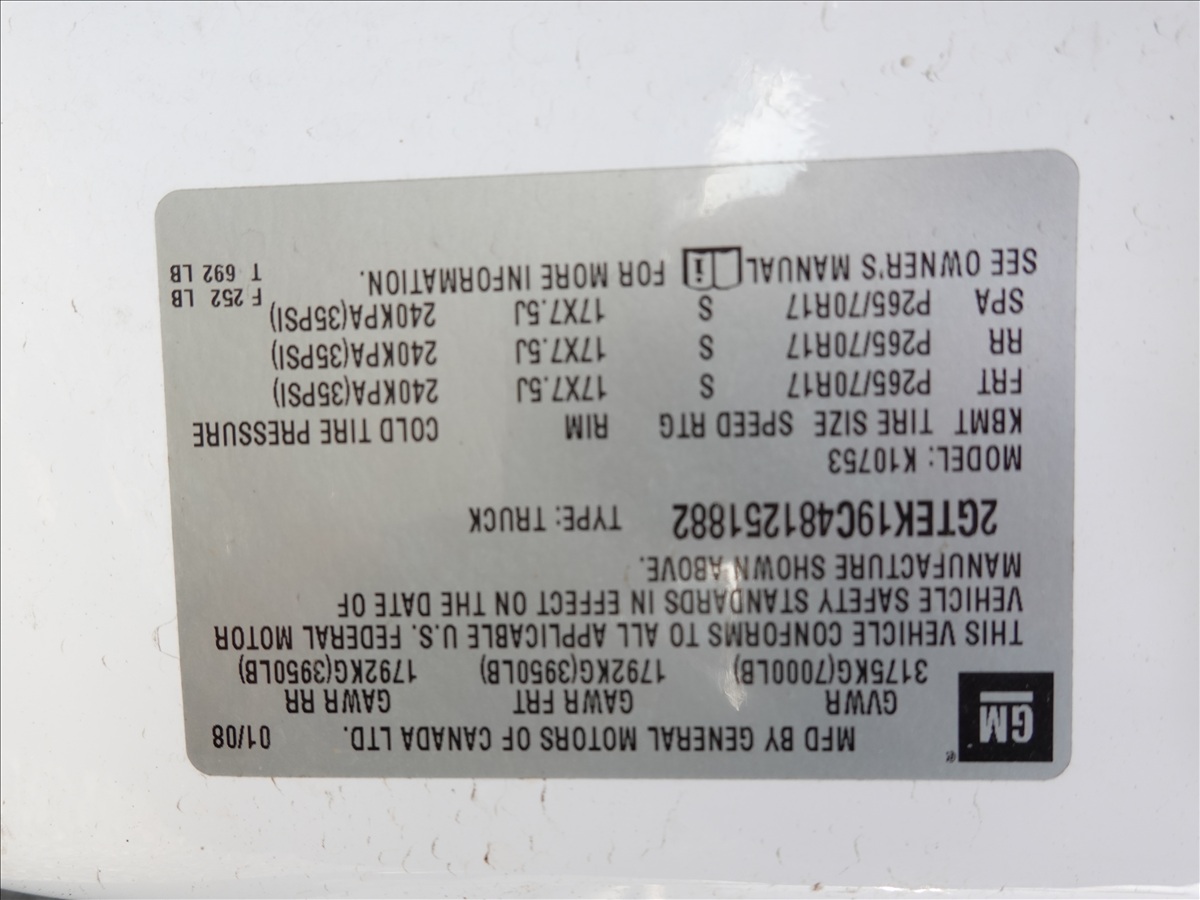 GM®
MFD BY GENERAL MOTORS OF CANADA LTD. 01/08
GVWR GAWR FRT GAWR RR
3175KG(7000LB) 1792KG(3950LB) 1792KG(3950LB)
THIS VEHICLE CONFORMS TO ALL APPLICABLE U.S. FEDERAL MOTOR
VEHICLE SAFETY STANDARDS IN EFFECT ON THE DATE OF
MANUFACTURE SHOWN ABOVE.
2GTEK19C481251882 TYPE: TRUCK
MODEL: K10753
KBMT TIRE SIZE SPEED RTG RIM COLD TIRE PRESSURE
FRT P265/70R17 S 17X7.5J 240KPA(35PSI)
RR P265/70R17 S 17X7.5J 240KPA(35PSI)
SPA P265/70R17 S 17X7.5J 240KPA(35PSI) F 252 LB
SEE OWNER'S MANUAL i FOR MORE INFORMATION. T 692 LB